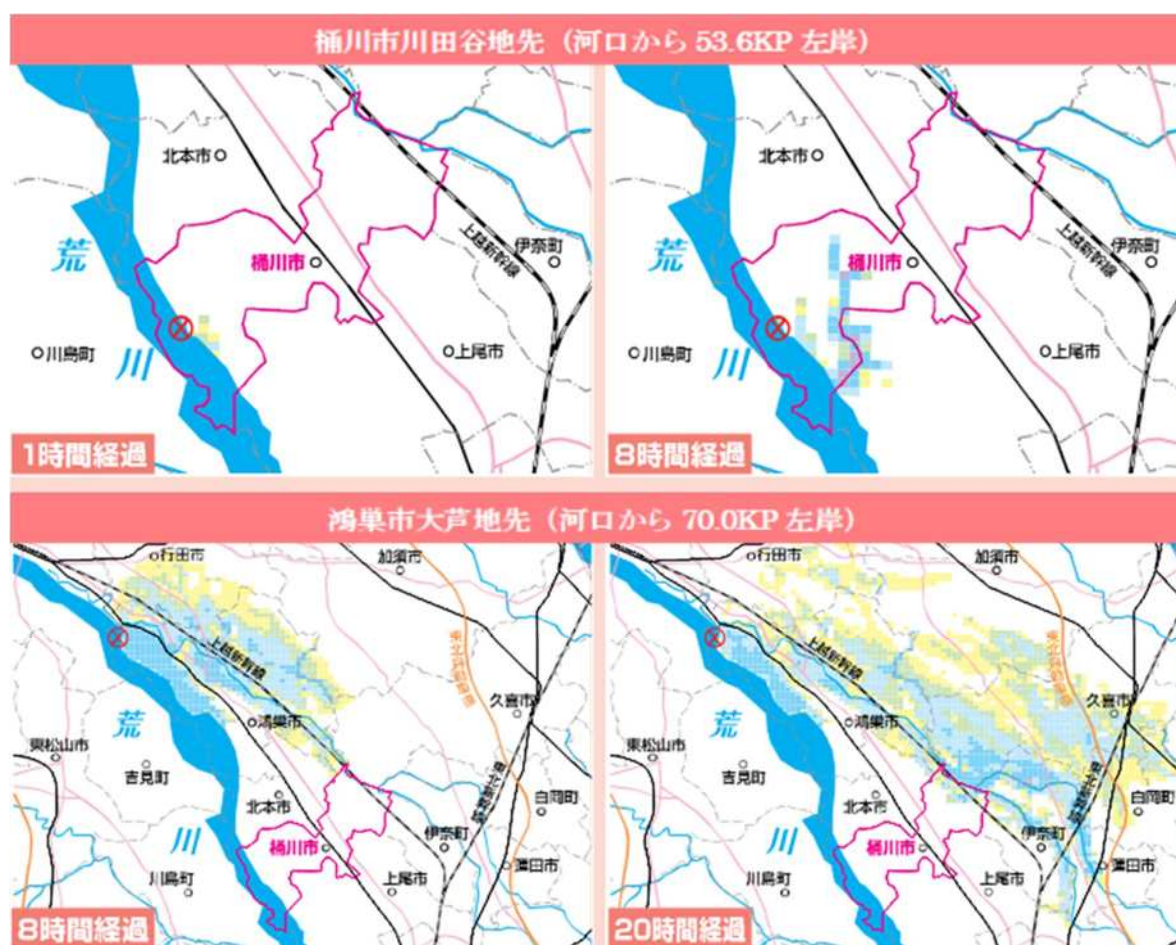 桶川市川田谷地先（河口から 53.6KP 左岸）
北本市
荒
川
桶川市
上越新幹線
伊奈町
川島町
上尾市
1時間経過
北本市
荒
川
桶川市
上越新幹線
伊奈町
川島町
上尾市
8時間経過
鴻巣市大芦地先（河口から 70.0KP 左岸）
行田市
加須市
上越新幹線
久喜市
鴻巣市
荒
東松山市
吉見町
北本市
白岡町
川
桶川市
伊奈町
蓮田市
川島町
上尾市
8時間経過
行田市
加須市
上越新幹線
久喜市
鴻巣市
荒
東松山市
吉見町
北本市
白岡町
川
桶川市
伊奈町
蓮田市
川島町
上尾市
20時間経過